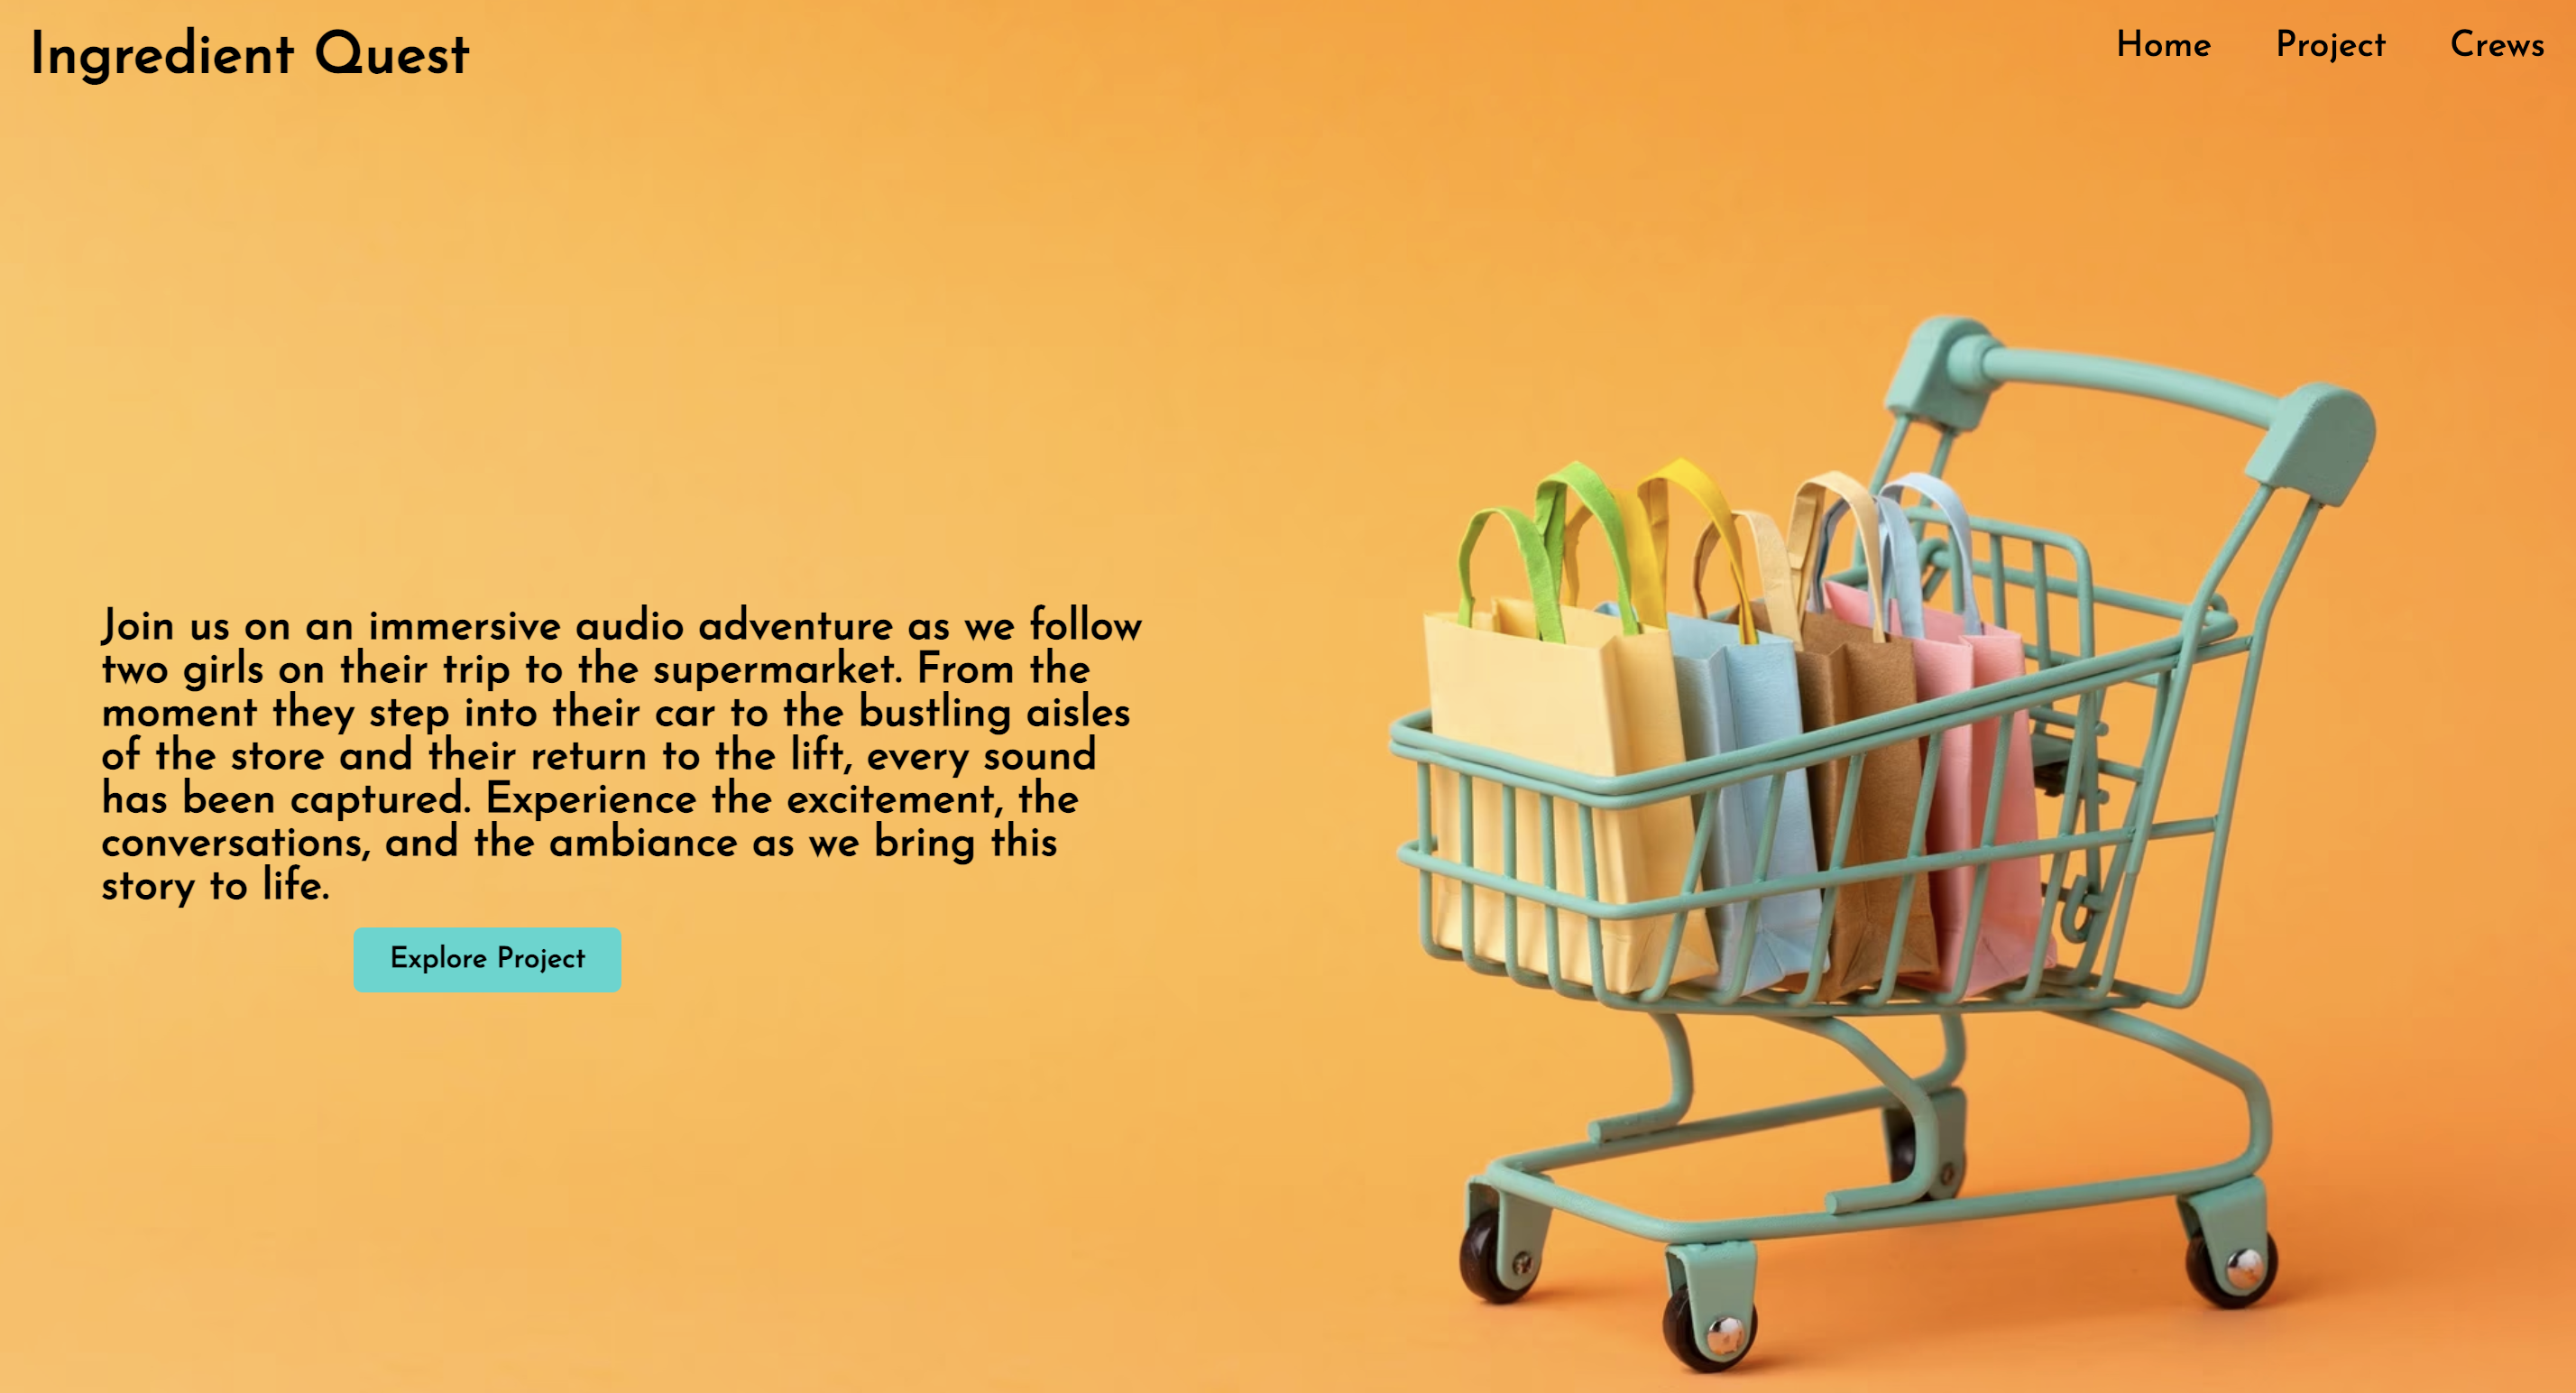 Ingredient Quest
Home Project Crews
Join us on an immersive audio adventure as we follow
two girls on their trip to the supermarket. From the
moment they step into their car to the bustling aisles
of the store and their return to the lift, every sound
has been captured. Experience the excitement, the
conversations, and the ambiance as we bring this
story to life.
Explore Project